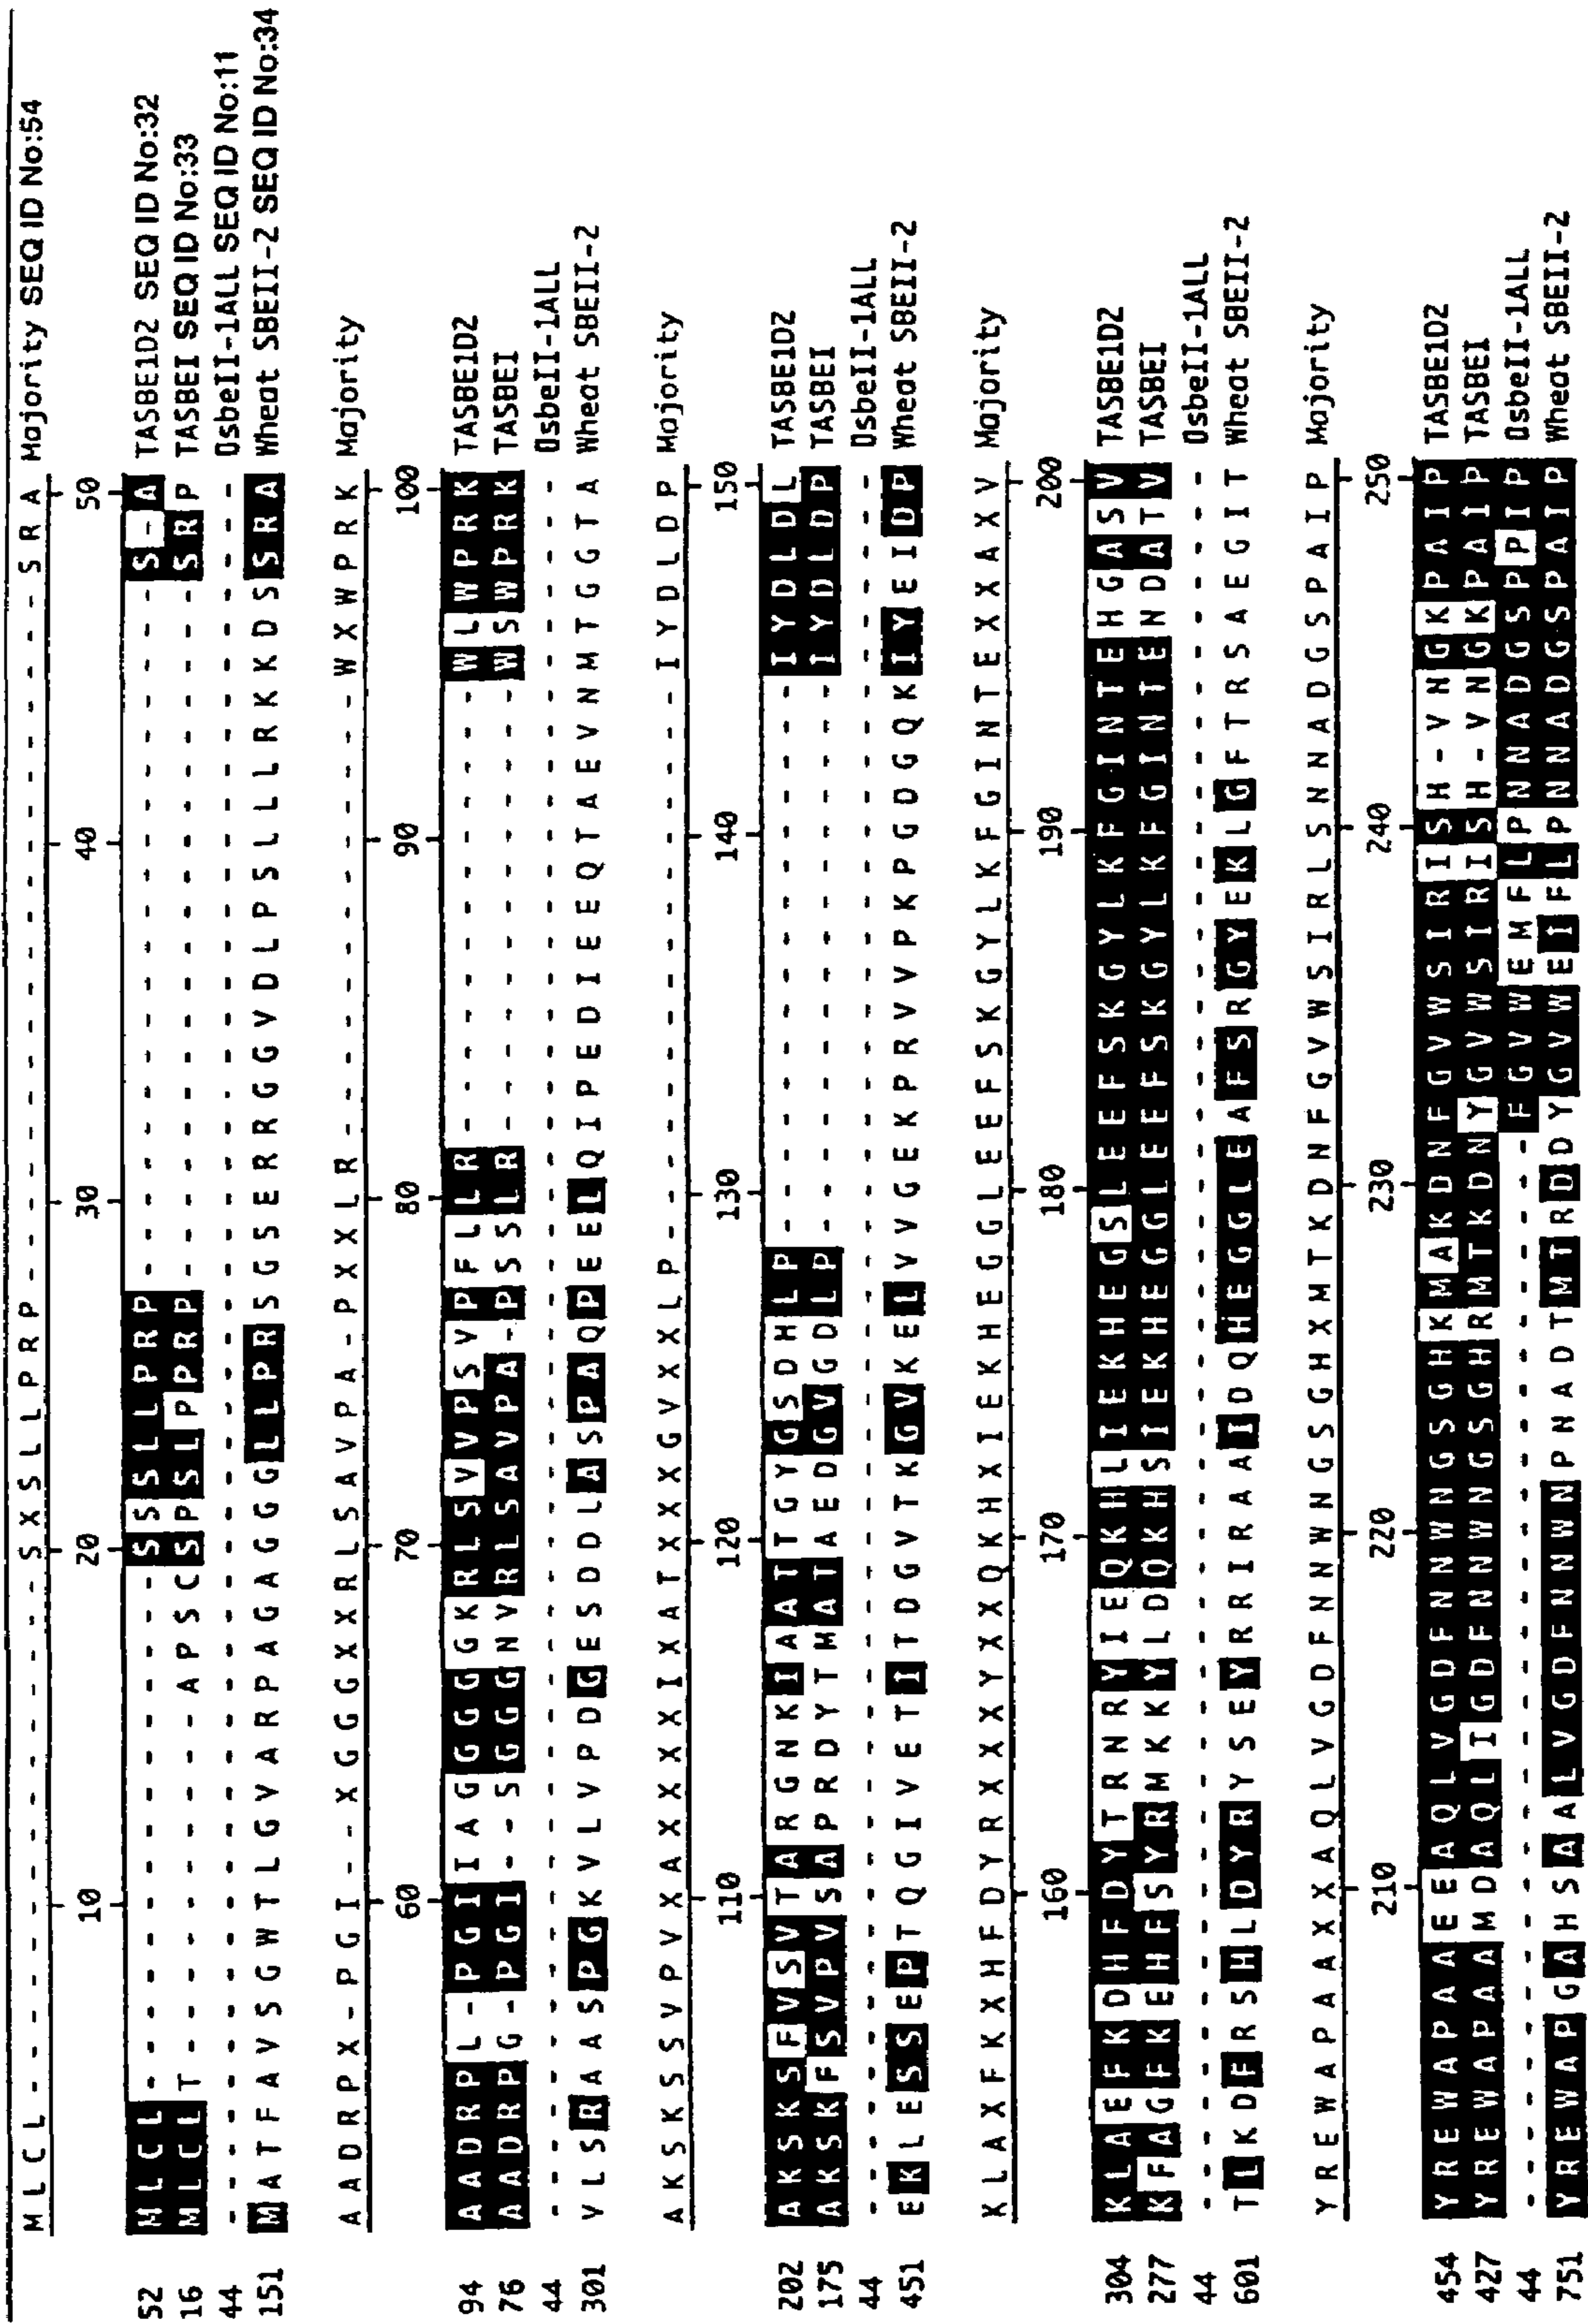 M L C L - - - - - - - - - - - - - - - S X S L L P R P - - - - - - - - - - - - - - - - - - - - S R A Majority SEQ ID No:54
10 20 30 40 50
52 M L C L - - - - - - - - - - - - - - - S S S L L P R P - - - - - - - - - - - - - - - - - - - - S - A TASBE1D2 SEQ ID No:32
16 M L C L T - - - - - - - - - - A P S C S P S L P P R P - - - - - - - - - - - - - - - - - - - - S R P TASBEI SEQ ID No:33
44 - - - - - - - - - - - - - - - - - - - - - - - - - - - - - - - - - - - - - - - - - - - - - - - - - - OsbeII-1ALL SEQ ID No:11
151 M A T F A V S G W T L G V A R P A G A G G G L L P R S G S E R R G G V D L P S L L L R K K D S S R A Wheat SBEII-2 SEQ ID No:34
A A D R P X - P G I - - X G G G X X R L S A V P A - P X X L R - - - - - - - - - - - - - W X W P R K Majority
60 70 80 90 100
94 A A D R P L - P G I I A G G G G G K R L S V V P S V P F L L R - - - - - - - - - - - - - W L W P R K TASBE1D2
76 A A D R P G - P G I - - S G G G N V R L S A V P A - P S S L R - - - - - - - - - - - - - W S W P R K TASBEI
44 - - - - - - - - - - - - - - - - - - - - - - - - - - - - - - - - - - - - - - - - - - - - - - - - - - OsbeII-1ALL
301 V L S R A A S P G K V L V P D G E S D D L A S P A Q P E E L Q I P E D I E E Q T A E V N M T G G T A Wheat SBEII-2
A K S K S S V P V X A X X X X I X A T X X X G V X X L P - - - - - - - - - - - - - - - - I Y D L D P Majority
110 120 130 140 150
202 A K S K S F V S V T A R G N K I A A T T G Y G S D H L P - - - - - - - - - - - - - - - - I Y D L D L TASBE1D2
175 A K S K F S V P V S A P R D Y T M A T A E D G V G D L P - - - - - - - - - - - - - - - - I Y D L D P TASBEI
44 - - - - - - - - - - - - - - - - - - - - - - - - - - - - - - - - - - - - - - - - - - - - - - - - - - OsbeII-1ALL
451 E K L E S S E P T Q G I V E T I T D G V T K G V K E L V V G E K P R V V P K P G D G Q K I Y E I D P Wheat SBEII-2
K L A X F K X H F D Y R X X X Y X X Q K H X I E K H E G G L E E F S K G Y L K F G I N T E X X A X V Majority
160 170 180 190 200
304 K L A E F K D H F D Y T R N R Y I E Q K H L I E K H E G S L E E F S K G Y L K F G I N T E H G A S V TASBE1D2
277 K F A G F K E H F S Y R M K K Y L D Q K H S I E K H E G G L E E F S K G Y L K F G I N T E N D A T V TASBEI
44 - - - - - - - - - - - - - - - - - - - - - - - - - - - - - - - - - - - - - - - - - - - - - - - - - - OsbeII-1ALL
601 T L K D F R S H L D Y R Y S E Y R R I R A A I D Q H E G G L E A F S R G Y E K L G F T R S A E G I T Wheat SBEII-2
Y R E W A P A A X X A Q L V G D F N N W N G S G H X M T K D N F G V W S I R L S N N A D G S P A I P Majority
210 220 230 240 250
454 Y R E W A P A A E E A Q L V G D F N N W N G S G H K M A K D N F G V W S I R I S H - V N G K P A I P TASBE1D2
427 Y R E W A P A A M D A Q L I G D F N N W N G S G H R M T K D N Y G V W S I R I S H - V N G K P A I P TASBEI
44 - - - - - - - - - - - - - - - - - - - - - - - - - - - - - - - F G V W E M F L P N N A D G S P P I P OsbeII-1ALL
751 Y R E W A P G A H S A A L V G D F N N W N P N A D T M T R D D Y G V W E I F L P N N A D G S P A I P Wheat SBEII-2